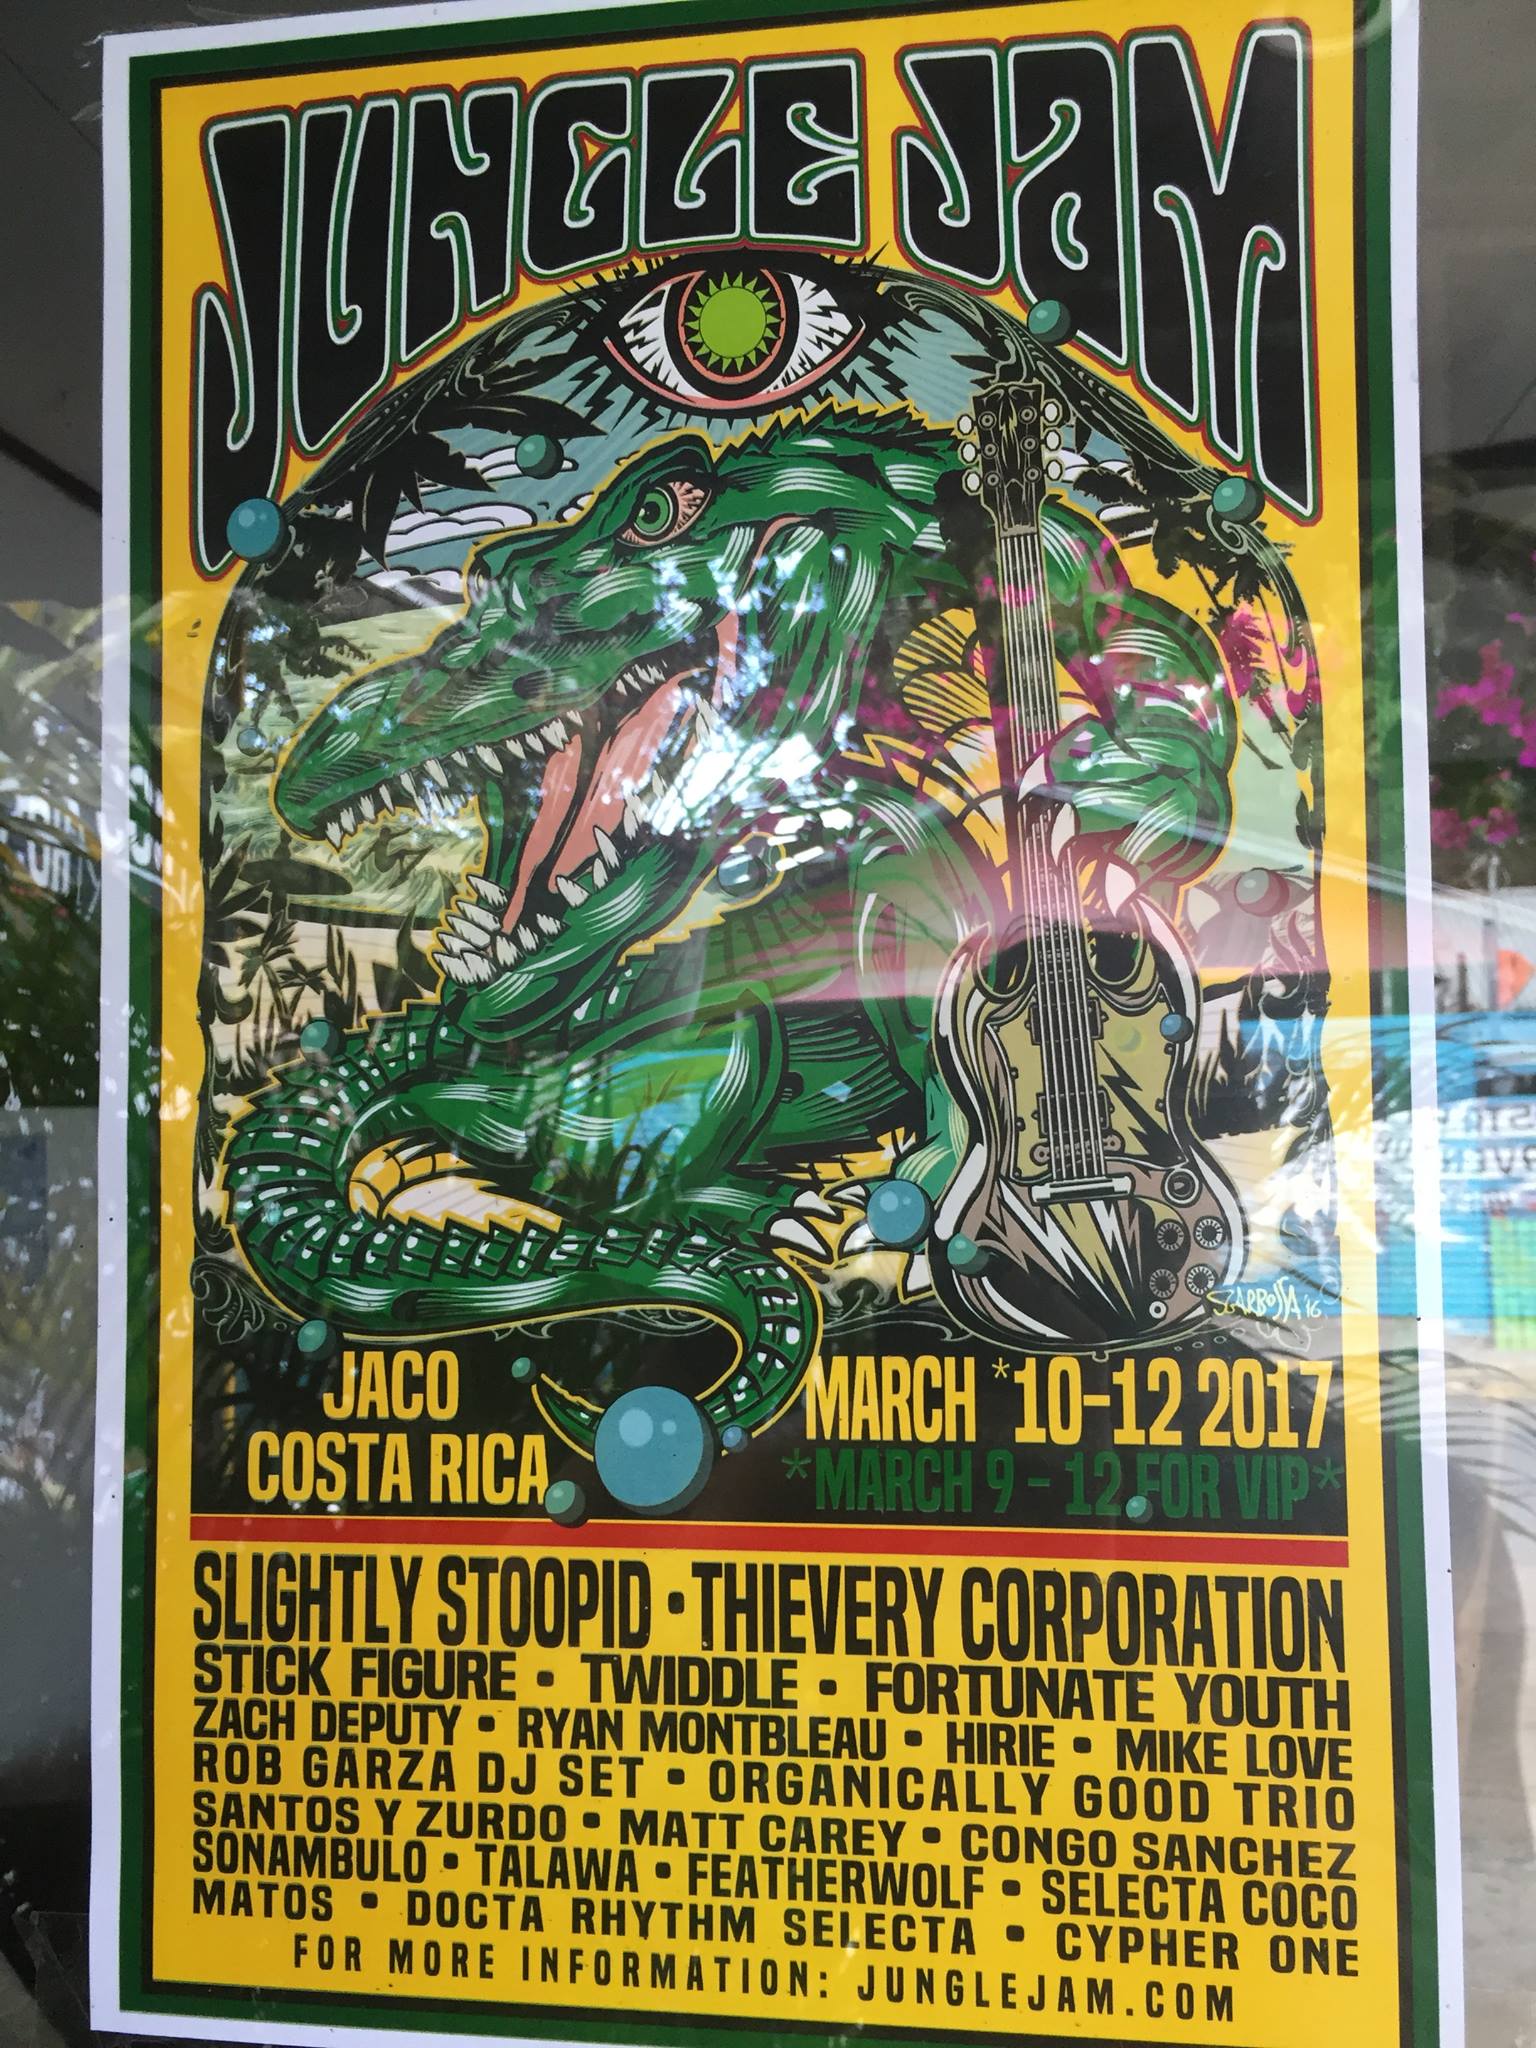 JUNGLE JAM
SGARBOSSA '16
JACO
COSTA RICA
MARCH *10-12 2017
*MARCH 9 - 12 FOR VIP*
SLIGHTLY STOOPID · THIEVERY CORPORATION
STICK FIGURE • TWIDDLE • FORTUNATE YOUTH
ZACH DEPUTY • RYAN MONTBLEAU • HIRIE • MIKE LOVE
ROB GARZA DJ SET • ORGANICALLY GOOD TRIO
SANTOS Y ZURDO • MATT CAREY • CONGO SANCHEZ
SONAMBULO • TALAWA • FEATHERWOLF • SELECTA COCO
MATOS • DOCTA RHYTHM SELECTA • CYPHER ONE
FOR MORE INFORMATION: JUNGLEJAM.COM